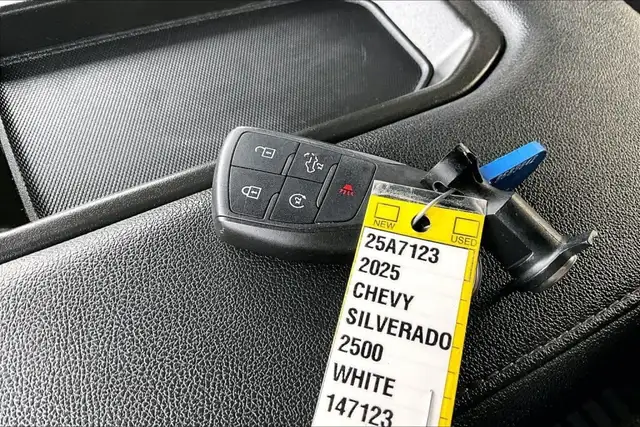 NEW USED
25A7123
2025
CHEVY
SILVERADO
2500
WHITE
147123